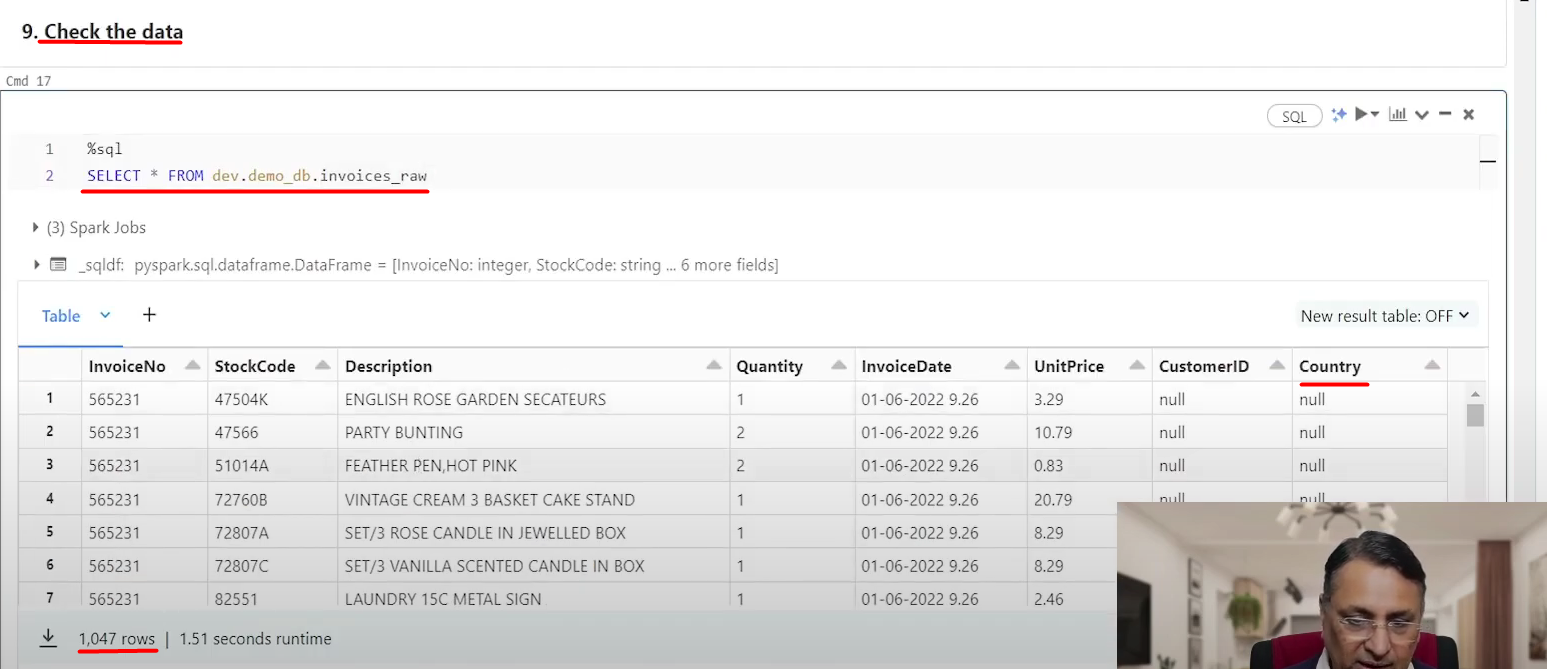 9. Check the data
Cmd 17
SQL
1 %sql
2 SELECT * FROM dev.demo_db.invoices_raw
(3) Spark Jobs
_sqldf: pyspark.sql.dataframe.DataFrame = [InvoiceNo: integer, StockCode: string ... 6 more fields]
Table + New result table: OFF
InvoiceNo StockCode Description Quantity InvoiceDate UnitPrice CustomerID Country
1 565231 47504K ENGLISH ROSE GARDEN SECATEURS 1 01-06-2022 9.26 3.29 null null
2 565231 47566 PARTY BUNTING 2 01-06-2022 9.26 10.79 null null
3 565231 51014A FEATHER PEN,HOT PINK 2 01-06-2022 9.26 0.83 null null
4 565231 72760B VINTAGE CREAM 3 BASKET CAKE STAND 1 01-06-2022 9.26 20.79 null null
5 565231 72807A SET/3 ROSE CANDLE IN JEWELLED BOX 1 01-06-2022 9.26 8.29
6 565231 72807C SET/3 VANILLA SCENTED CANDLE IN BOX 1 01-06-2022 9.26 8.29
7 565231 82551 LAUNDRY 15C METAL SIGN 1 01-06-2022 9.26 2.46
1,047 rows | 1.51 seconds runtime